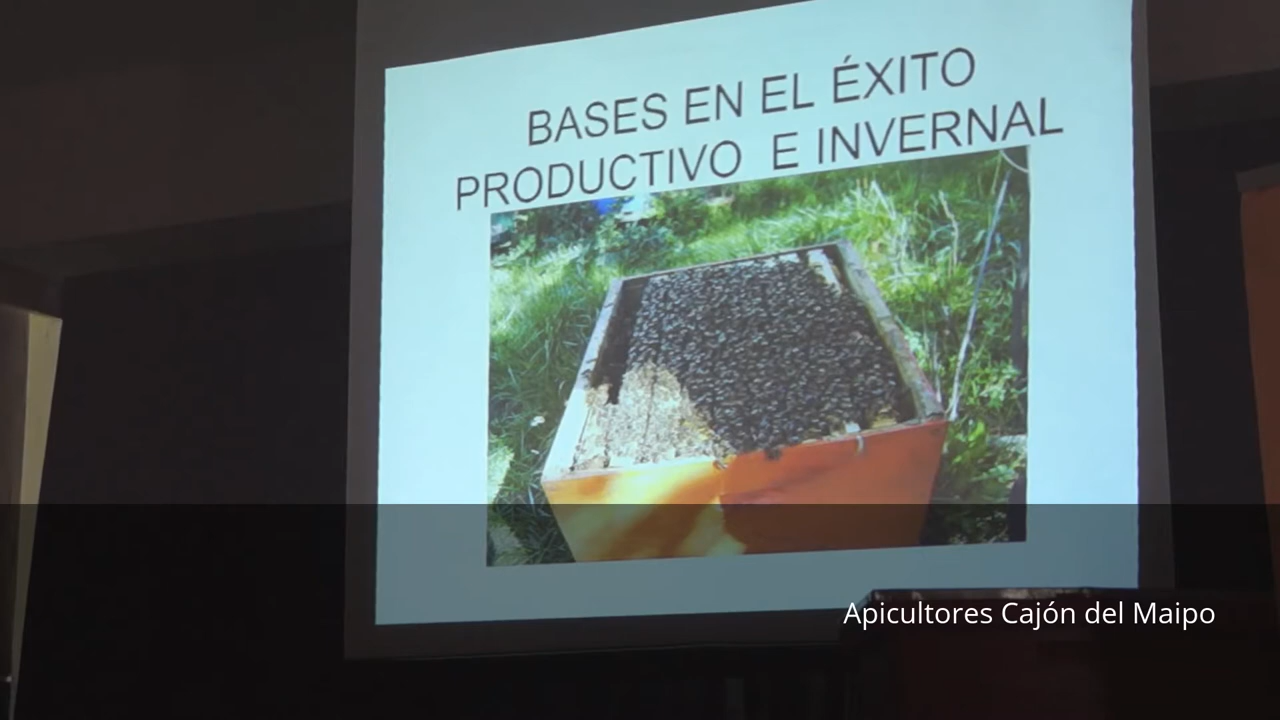 BASES EN EL ÉXITO
PRODUCTIVO E INVERNAL
Apicultores Cajón del Maipo